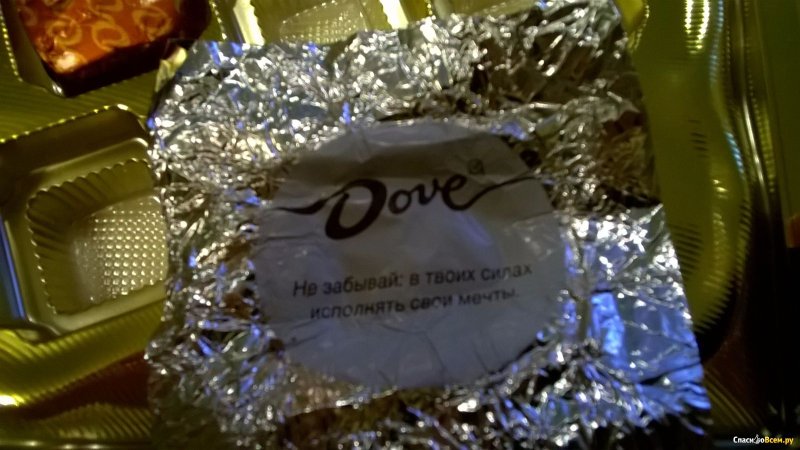 Dove
Не забывай: в твоих силах
исполнять свои мечты.
СпасибоВсем.ру